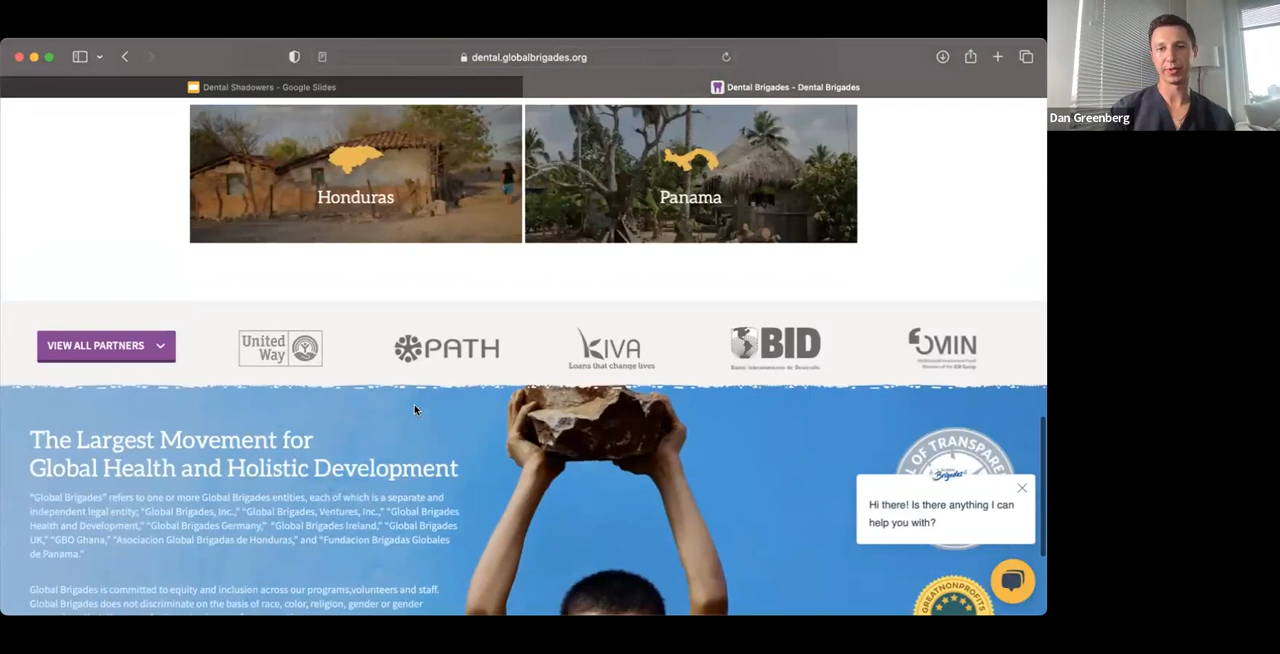 dental.globalbrigades.org
Dental Shadowers - Google Slides
Dental Brigades - Dental Brigades
Dan Greenberg
Honduras
Panama
VIEW ALL PARTNERS
United
Way
PATH
KIVA
Loans that change lives
BID
OMIN
The Largest Movement for
Global Health and Holistic Development
"Global Brigades" refers to one or more Global Brigades entities, each of which is a separate and
independent legal entity; "Global Brigades, Inc.," "Global Brigades, Ventures, Inc.," "Global Brigades
Health and Development," "Global Brigades Germany," "Global Brigades Ireland," "Global Brigades
UK," "GBO Ghana," "Asociacion Global Brigadas de Honduras," and "Fundacion Brigadas Globales
de Panama."
Global Brigades is committed to equity and inclusion across our programs,volunteers and staff.
Global Brigades does not discriminate on the basis of race, color, religion, gender or gender
OF TRANSPARE
Brigades
Hi there! Is there anything I can
help you with?
GREATNONPROFITS